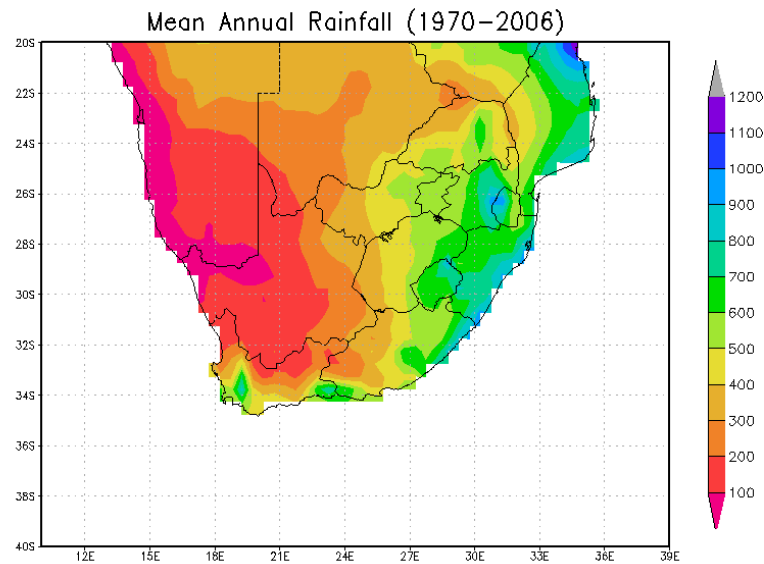 Mean Annual Rainfall (1970−2006)
20S
22S
24S
26S
28S
30S
32S
34S
36S
38S
40S
12E 15E 18E 21E 24E 27E 30E 33E 36E 39E
1200
1100
1000
900
800
700
600
500
400
300
200
100